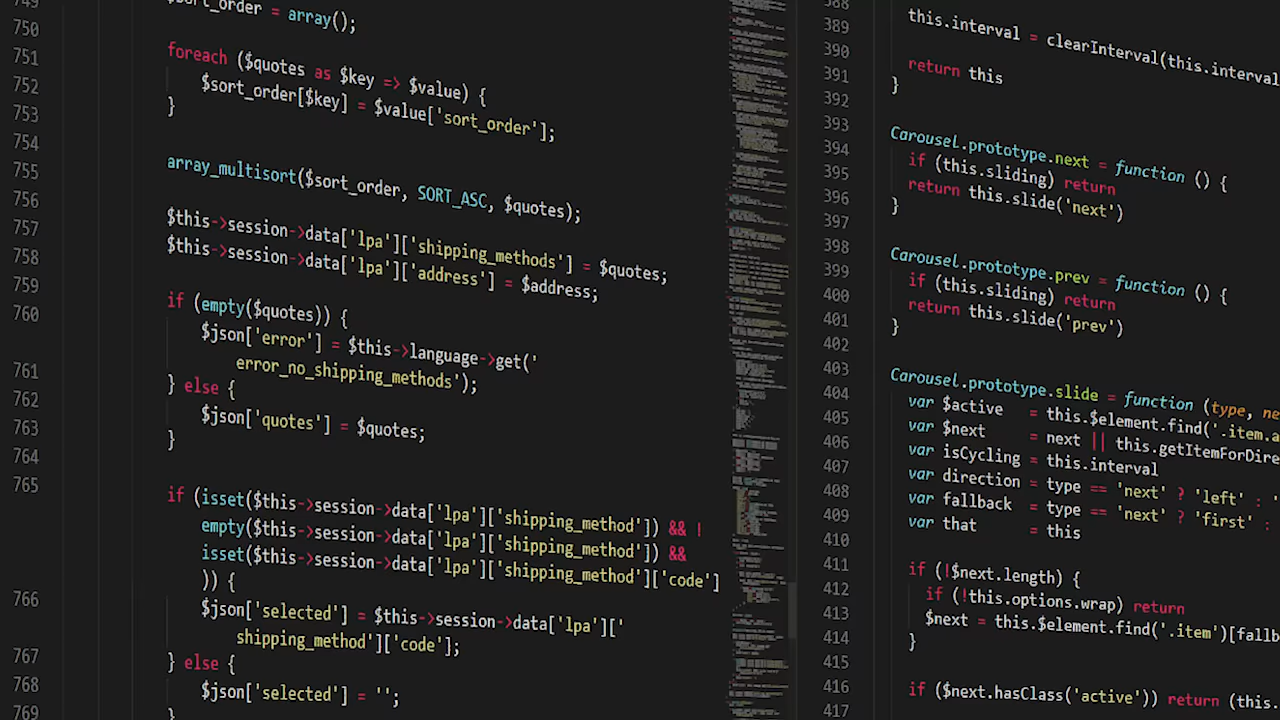 749
$sort_order = array();
750
751
foreach ($quotes as $key => $value) {
752
$sort_order[$key] = $value['sort_order'];
753
}
754
755
array_multisort($sort_order, SORT_ASC, $quotes);
756
757
$this->session->data['lpa']['shipping_methods'] = $quotes;
758
$this->session->data['lpa']['address'] = $address;
759
760
if (empty($quotes)) {
$json['error'] = $this->language->get('
error_no_shipping_methods');
761
} else {
762
$json['quotes'] = $quotes;
763
}
764
765
if (isset($this->session->data['lpa']['shipping_method']) && !
empty($this->session->data['lpa']['shipping_method']) &&
isset($this->session->data['lpa']['shipping_method']['code']
)) {
766
$json['selected'] = $this->session->data['lpa']['
shipping_method']['code'];
767
} else {
768
$json['selected'] = '';
769
}
388
389
this.interval = clearInterval(this.interval
390
391
return this
392
}
393
394
Carousel.prototype.next = function () {
395
if (this.sliding) return
396
return this.slide('next')
397
}
398
399
Carousel.prototype.prev = function () {
400
if (this.sliding) return
401
return this.slide('prev')
402
}
403
404
Carousel.prototype.slide = function (type, ne
405
var $active = this.$element.find('.item.a
406
var $next = next || this.getItemForDire
407
var isCycling = this.interval
408
var direction = type == 'next' ? 'left' : '
409
var fallback = type == 'next' ? 'first' :
410
var that = this
411
412
if (!$next.length) {
413
if (!this.options.wrap) return
414
$next = this.$element.find('.item')[fallb
415
}
416
417
if ($next.hasClass('active')) return (this.